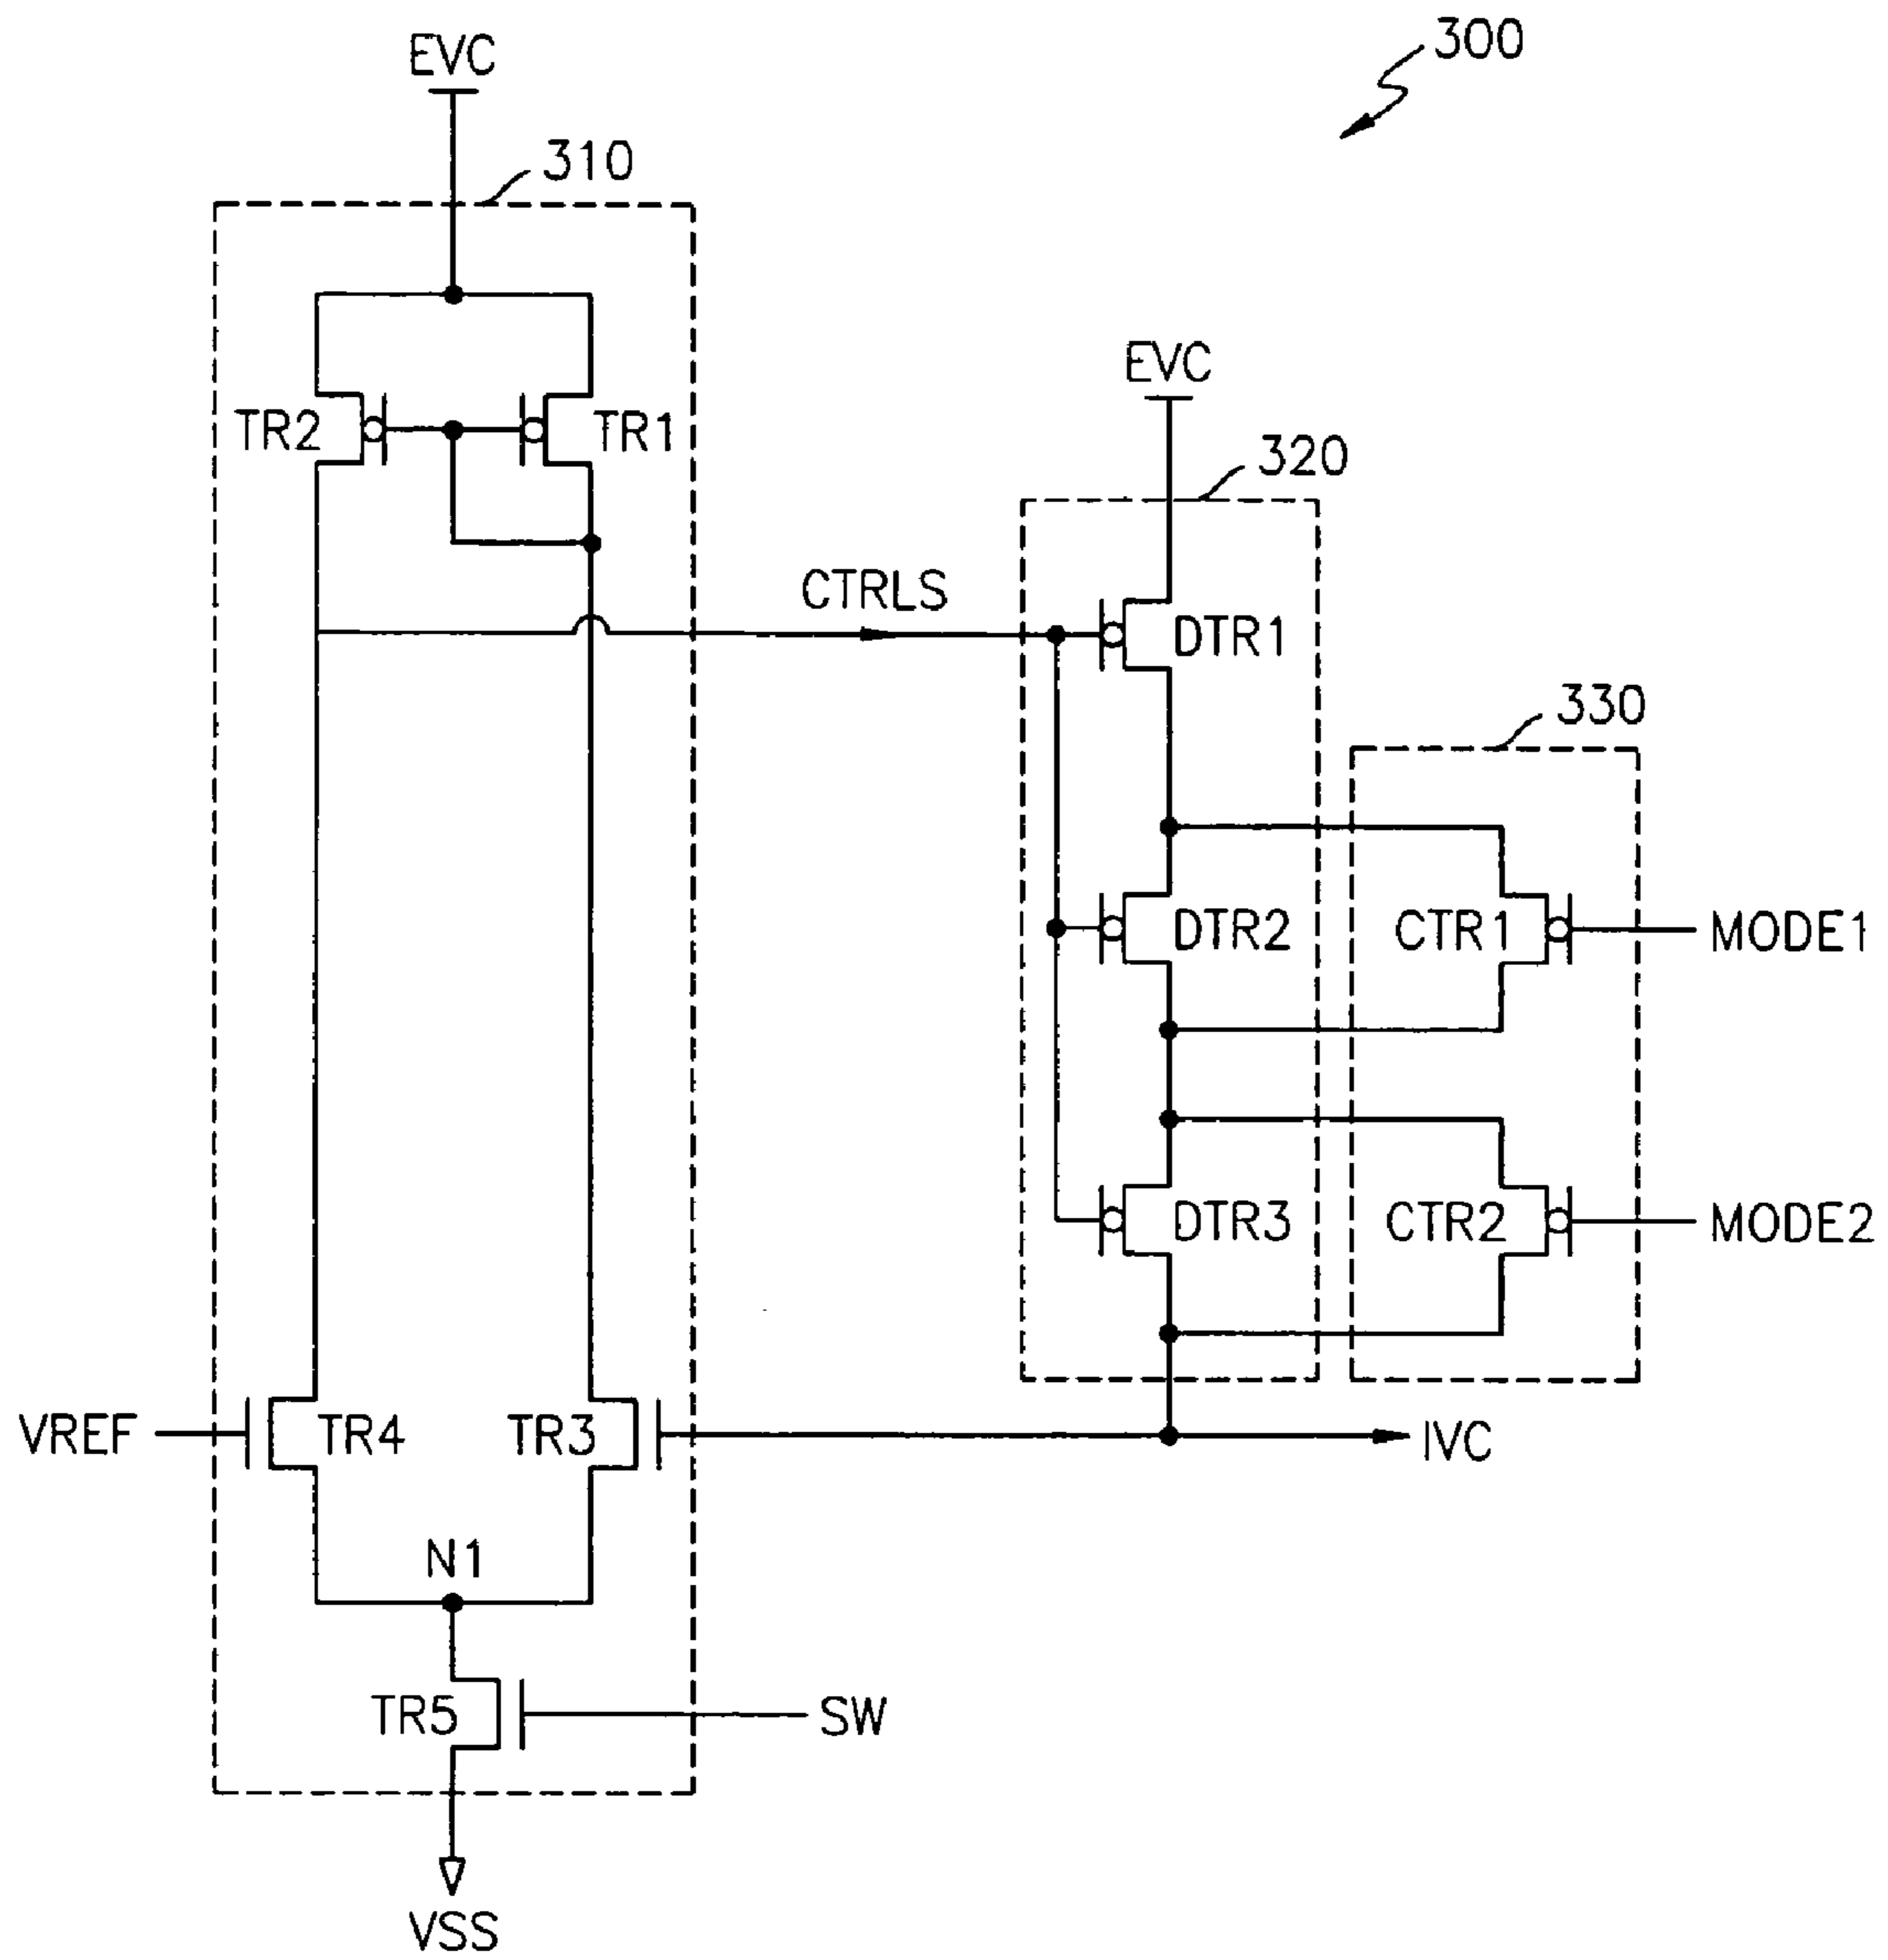 300
EVC
310
TR2
TR1
EVC
320
CTRLS
DTR1
330
DTR2
CTR1
MODE1
DTR3
CTR2
MODE2
VREF
TR4
TR3
IVC
N1
TR5
SW
VSS